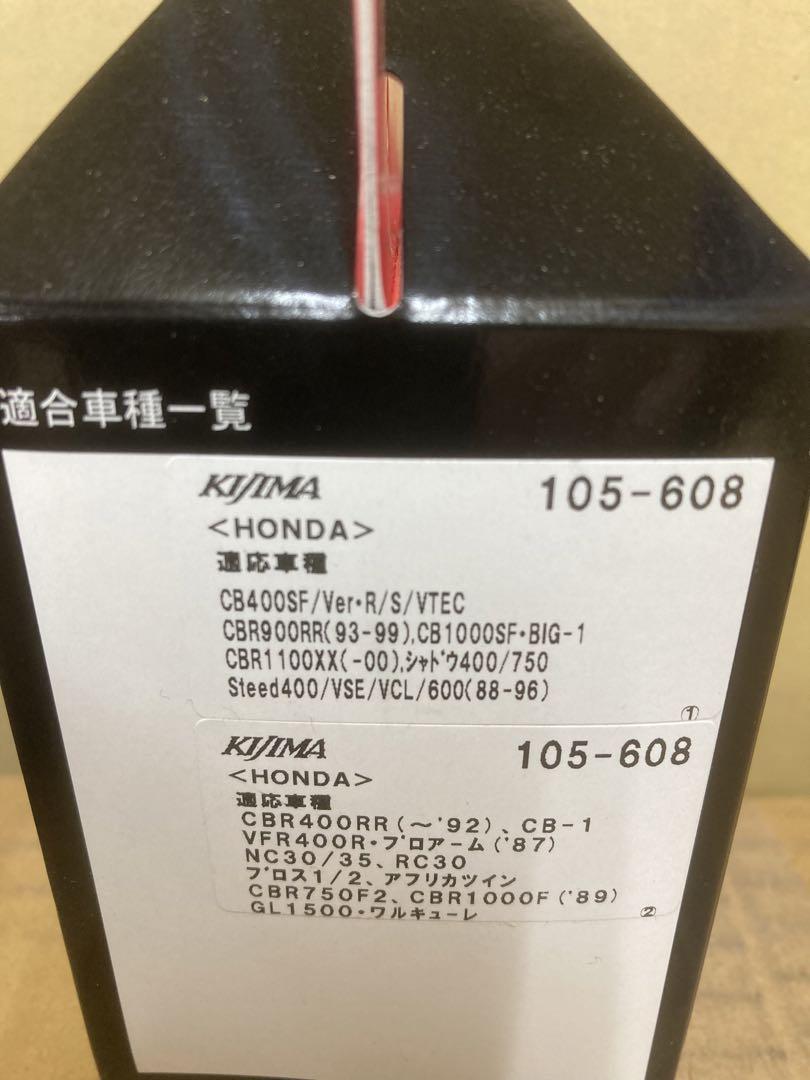 適合車種一覧
KIJIMA 105-608
<HONDA>
適応車種
CB400SF/Ver・R/S/VTEC
CBR900RR(93-99),CB1000SF・BIG-1
CBR1100XX(-00),ｼｬﾄﾞｳ400/750
Steed400/VSE/VCL/600(88-96)
①
KIJIMA 105-608
<HONDA>
適応車種
CBR400RR(～'92)、CB-1
VFR400R・ﾌﾟﾛｱｰﾑ('87)
NC30/35、RC30
ﾌﾞﾛｽ1/2、アフリカツイン
CBR750F2、CBR1000F('89)
GL1500・ワルキューレ
②